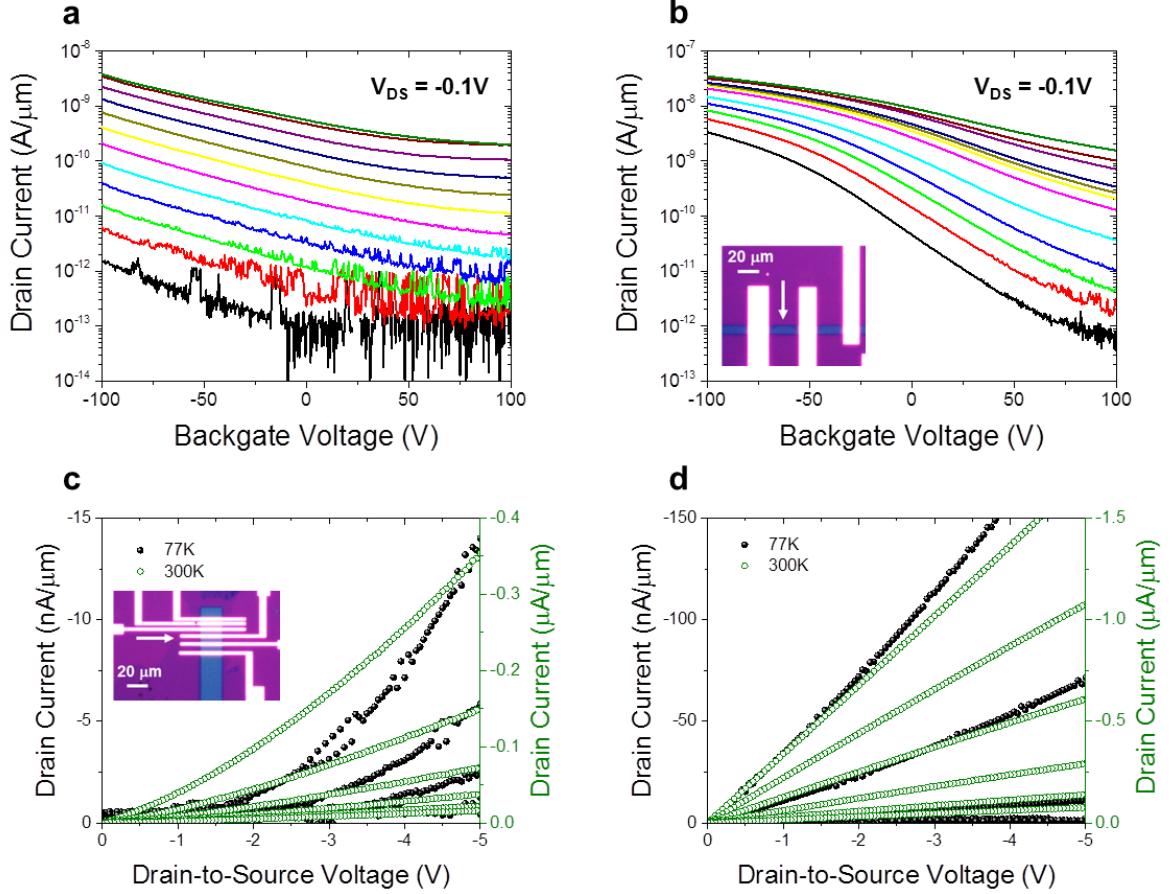 a
10⁻⁸
10⁻⁹
10⁻¹⁰
10⁻¹¹
10⁻¹²
10⁻¹³
10⁻¹⁴
Drain Current (A/μm)
V_DS = -0.1V
-100 -50 0 50 100
Backgate Voltage (V)
b
10⁻⁷
10⁻⁸
10⁻⁹
10⁻¹⁰
10⁻¹¹
10⁻¹²
10⁻¹³
Drain Current (A/μm)
V_DS = -0.1V
20 μm
-100 -50 0 50 100
Backgate Voltage (V)
c
-15
-10
-5
0
Drain Current (nA/μm)
77K
300K
20 μm
-0.4
-0.3
-0.2
-0.1
0.0
Drain Current (μA/μm)
0 -1 -2 -3 -4 -5
Drain-to-Source Voltage (V)
d
-150
-100
-50
0
Drain Current (nA/μm)
77K
300K
-1.5
-1.0
-0.5
0.0
Drain Current (μA/μm)
0 -1 -2 -3 -4 -5
Drain-to-Source Voltage (V)